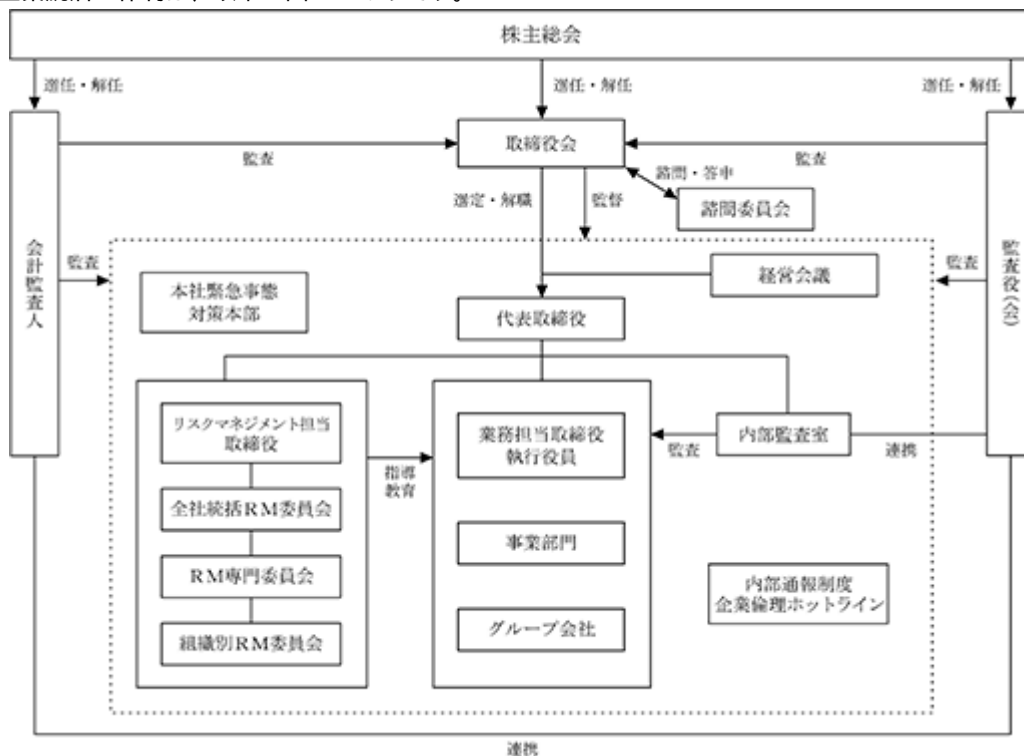 株主総会
選任・解任
選任・解任
選任・解任
取締役会
監査
監査
諮問・答申
選定・解職
監督
諮問委員会
会計監査人
監査役(会)
監査
監査
本社緊急事態
対策本部
経営会議
代表取締役
リスクマネジメント担当
取締役
業務担当取締役
執行役員
内部監査室
監査
連携
指導
教育
全社統括RM委員会
事業部門
RM専門委員会
内部通報制度
企業倫理ホットライン
組織別RM委員会
グループ会社
連携